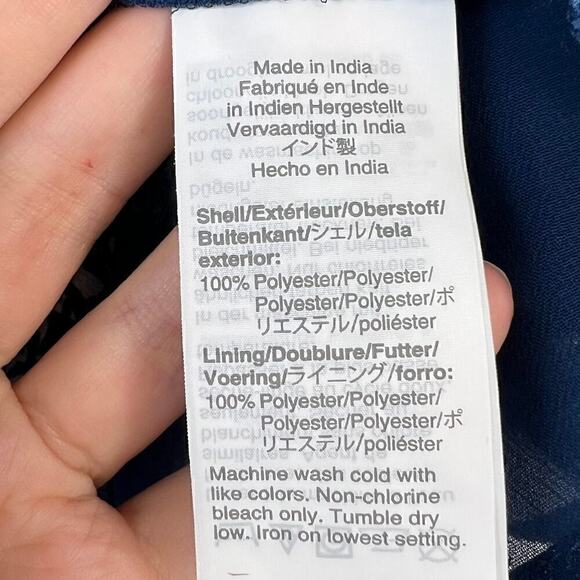 Made in India
Fabriqué en Inde
in Indien Hergestellt
Vervaardigd in India
インド製
Hecho en India
Shell/Extérieur/Oberstoff/
Buitenkant/シェル/tela
exterior:
100% Polyester/Polyester/
Polyester/Polyester/ポ
リエステル/poliéster
Lining/Doublure/Futter/
Voering/ライニング/forro:
100% Polyester/Polyester/
Polyester/Polyester/ポ
リエステル/poliéster
Machine wash cold with
like colors. Non-chlorine
bleach only. Tumble dry
low. Iron on lowest setting.